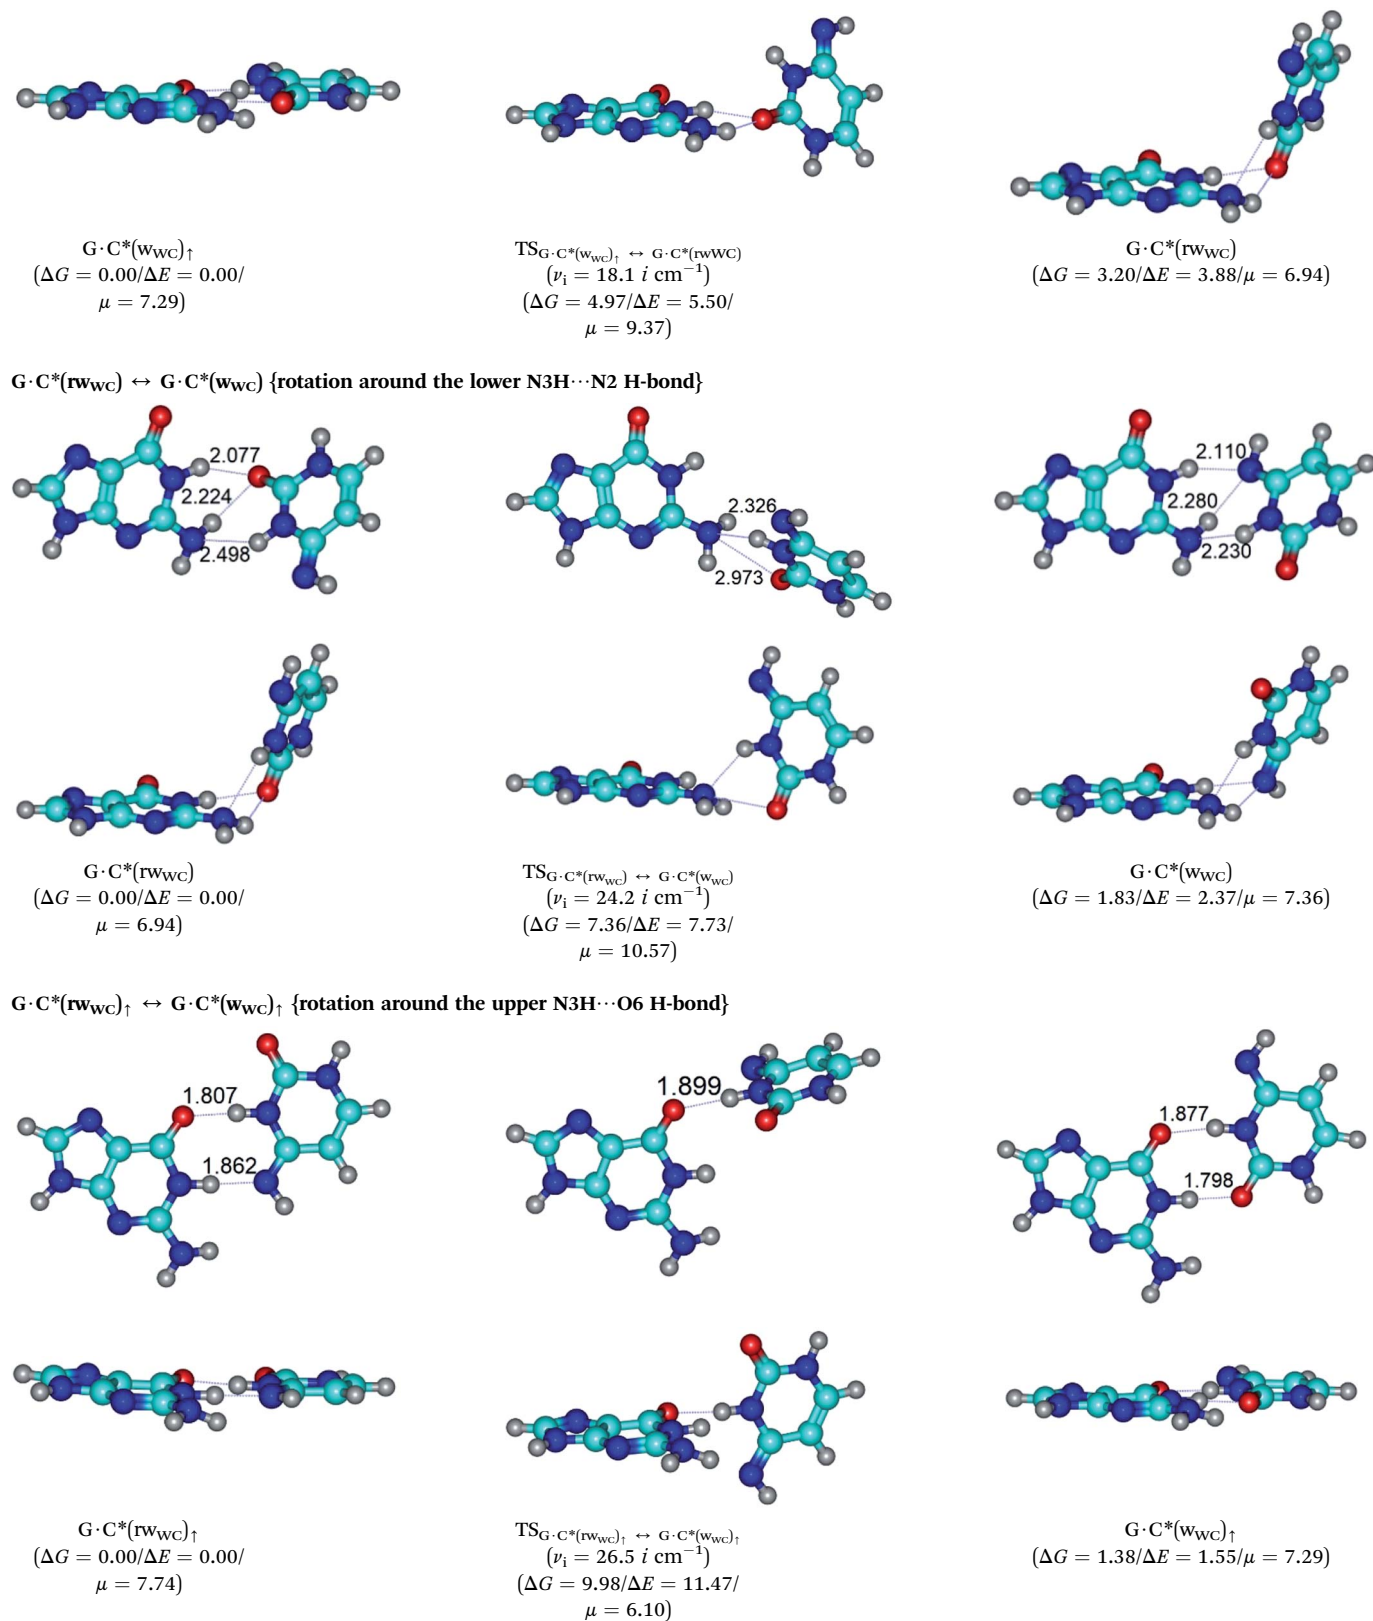 G·C*(w_WC)↑
(ΔG = 0.00/ΔE = 0.00/
μ = 7.29)
TS_G·C*(w_WC)↑ ↔ G·C*(rwWC)
(ν_i = 18.1 i cm⁻¹)
(ΔG = 4.97/ΔE = 5.50/
μ = 9.37)
G·C*(rw_WC)
(ΔG = 3.20/ΔE = 3.88/μ = 6.94)
G·C*(rw_WC) ↔ G·C*(w_WC) {rotation around the lower N3H···N2 H-bond}
2.077
2.224
2.498
2.326
2.973
2.110
2.280
2.230
G·C*(rw_WC)
(ΔG = 0.00/ΔE = 0.00/
μ = 6.94)
TS_G·C*(rw_WC) ↔ G·C*(w_WC)
(ν_i = 24.2 i cm⁻¹)
(ΔG = 7.36/ΔE = 7.73/
μ = 10.57)
G·C*(w_WC)
(ΔG = 1.83/ΔE = 2.37/μ = 7.36)
G·C*(rw_WC)↑ ↔ G·C*(w_WC)↑ {rotation around the upper N3H···O6 H-bond}
1.807
1.862
1.899
1.877
1.798
G·C*(rw_WC)↑
(ΔG = 0.00/ΔE = 0.00/
μ = 7.74)
TS_G·C*(rw_WC)↑ ↔ G·C*(w_WC)↑
(ν_i = 26.5 i cm⁻¹)
(ΔG = 9.98/ΔE = 11.47/
μ = 6.10)
G·C*(w_WC)↑
(ΔG = 1.38/ΔE = 1.55/μ = 7.29)